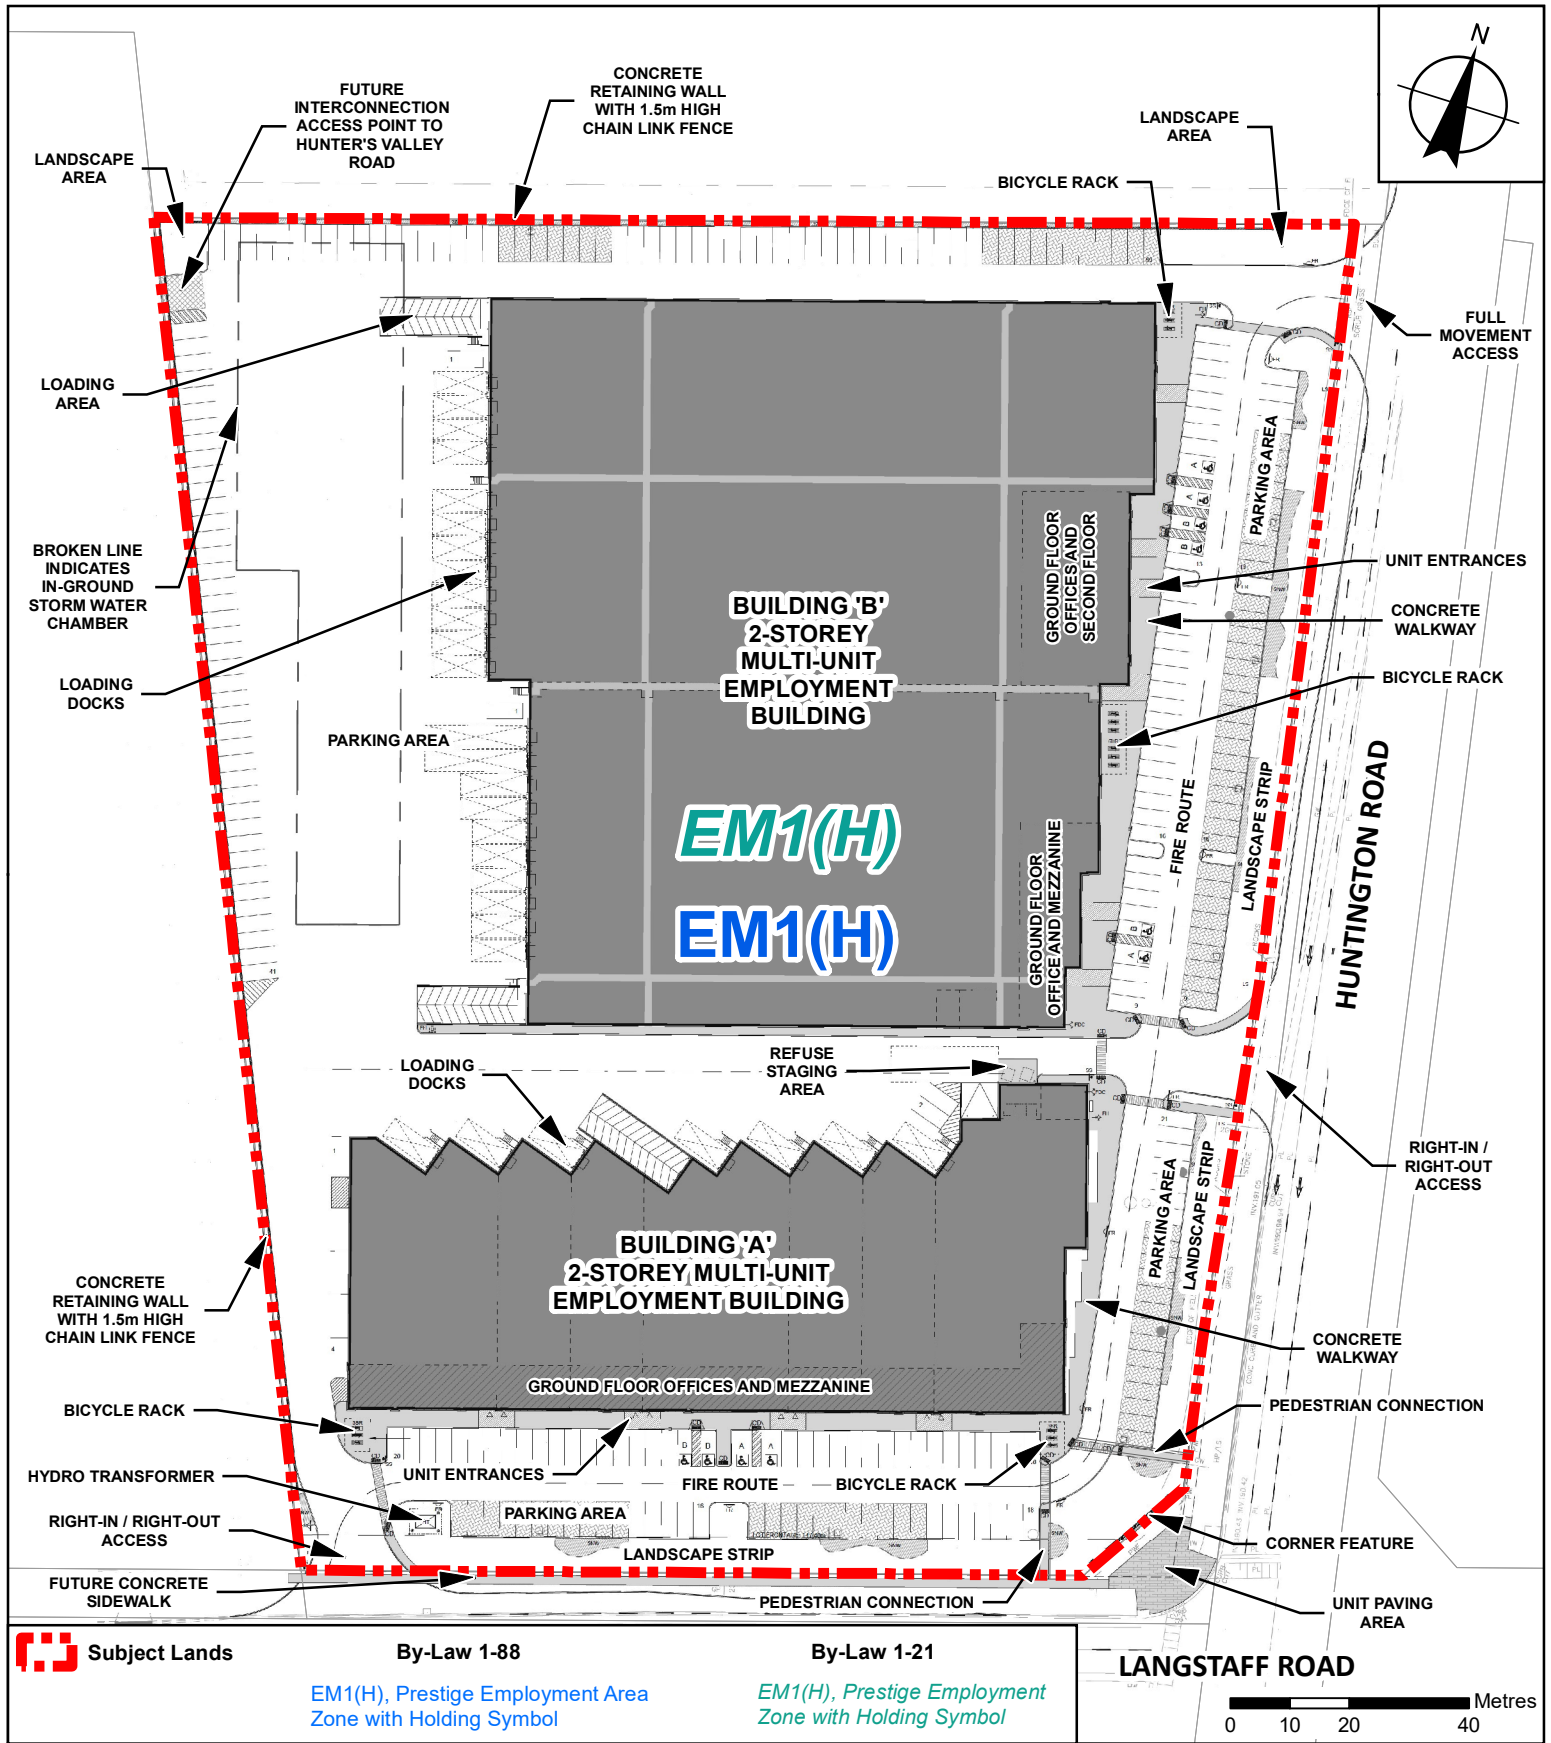 N
FUTURE
INTERCONNECTION
ACCESS POINT TO
HUNTER'S VALLEY
ROAD
CONCRETE
RETAINING WALL
WITH 1.5m HIGH
CHAIN LINK FENCE
LANDSCAPE
AREA
LANDSCAPE
AREA
BICYCLE RACK
FULL
MOVEMENT
ACCESS
LOADING
AREA
PARKING AREA
BROKEN LINE
INDICATES
IN-GROUND
STORM WATER
CHAMBER
GROUND FLOOR
OFFICES AND
SECOND FLOOR
UNIT ENTRANCES
BUILDING 'B'
2-STOREY
MULTI-UNIT
EMPLOYMENT
BUILDING
CONCRETE
WALKWAY
LOADING
DOCKS
BICYCLE RACK
PARKING AREA
HUNTINGTON ROAD
FIRE ROUTE
LANDSCAPE STRIP
EM1(H)
EM1(H)
GROUND FLOOR
OFFICE AND MEZZANINE
LOADING
DOCKS
REFUSE
STAGING
AREA
RIGHT-IN /
RIGHT-OUT
ACCESS
PARKING AREA
LANDSCAPE STRIP
BUILDING 'A'
2-STOREY MULTI-UNIT
EMPLOYMENT BUILDING
CONCRETE
RETAINING WALL
WITH 1.5m HIGH
CHAIN LINK FENCE
CONCRETE
WALKWAY
GROUND FLOOR OFFICES AND MEZZANINE
BICYCLE RACK
PEDESTRIAN CONNECTION
HYDRO TRANSFORMER
UNIT ENTRANCES
FIRE ROUTE
BICYCLE RACK
PARKING AREA
RIGHT-IN / RIGHT-OUT
ACCESS
CORNER FEATURE
LANDSCAPE STRIP
FUTURE CONCRETE
SIDEWALK
PEDESTRIAN CONNECTION
UNIT PAVING
AREA
Subject Lands
By-Law 1-88
EM1(H), Prestige Employment Area
Zone with Holding Symbol
By-Law 1-21
EM1(H), Prestige Employment
Zone with Holding Symbol
LANGSTAFF ROAD
Metres
0 10 20 40